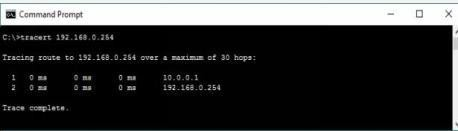 Command Prompt
C:\>tracert 192.168.0.254
Tracing route to 192.168.0.254 over a maximum of 30 hops:
1 0 ms 0 ms 0 ms 10.0.0.1
2 0 ms 0 ms 0 ms 192.168.0.254
Trace complete.